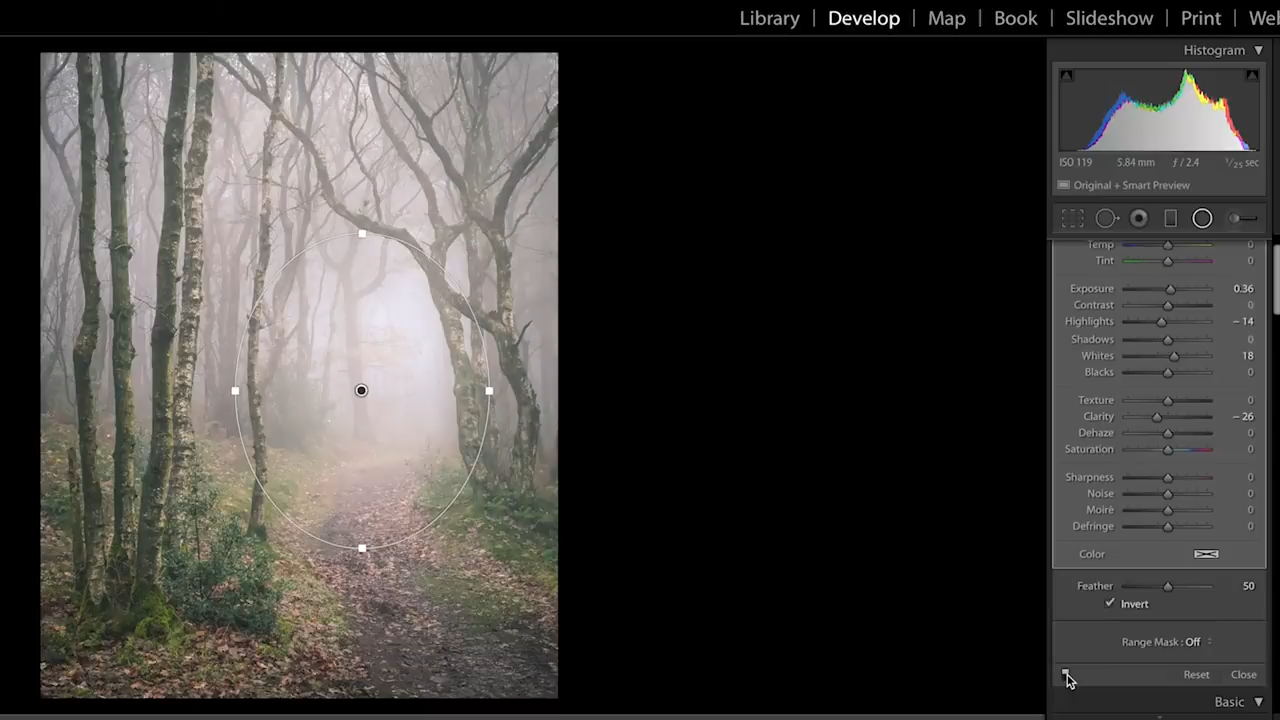 Library | Develop | Map | Book | Slideshow | Print | Web
Histogram
ISO 119 5.84 mm ƒ / 2.4 1/25 sec
Original + Smart Preview
Temp 0
Tint 0
Exposure 0.36
Contrast 0
Highlights − 14
Shadows 0
Whites 18
Blacks 0
Texture 0
Clarity − 26
Dehaze 0
Saturation 0
Sharpness 0
Noise 0
Moiré 0
Defringe 0
Color
Feather 50
Invert
Range Mask : Off
Reset Close
Basic